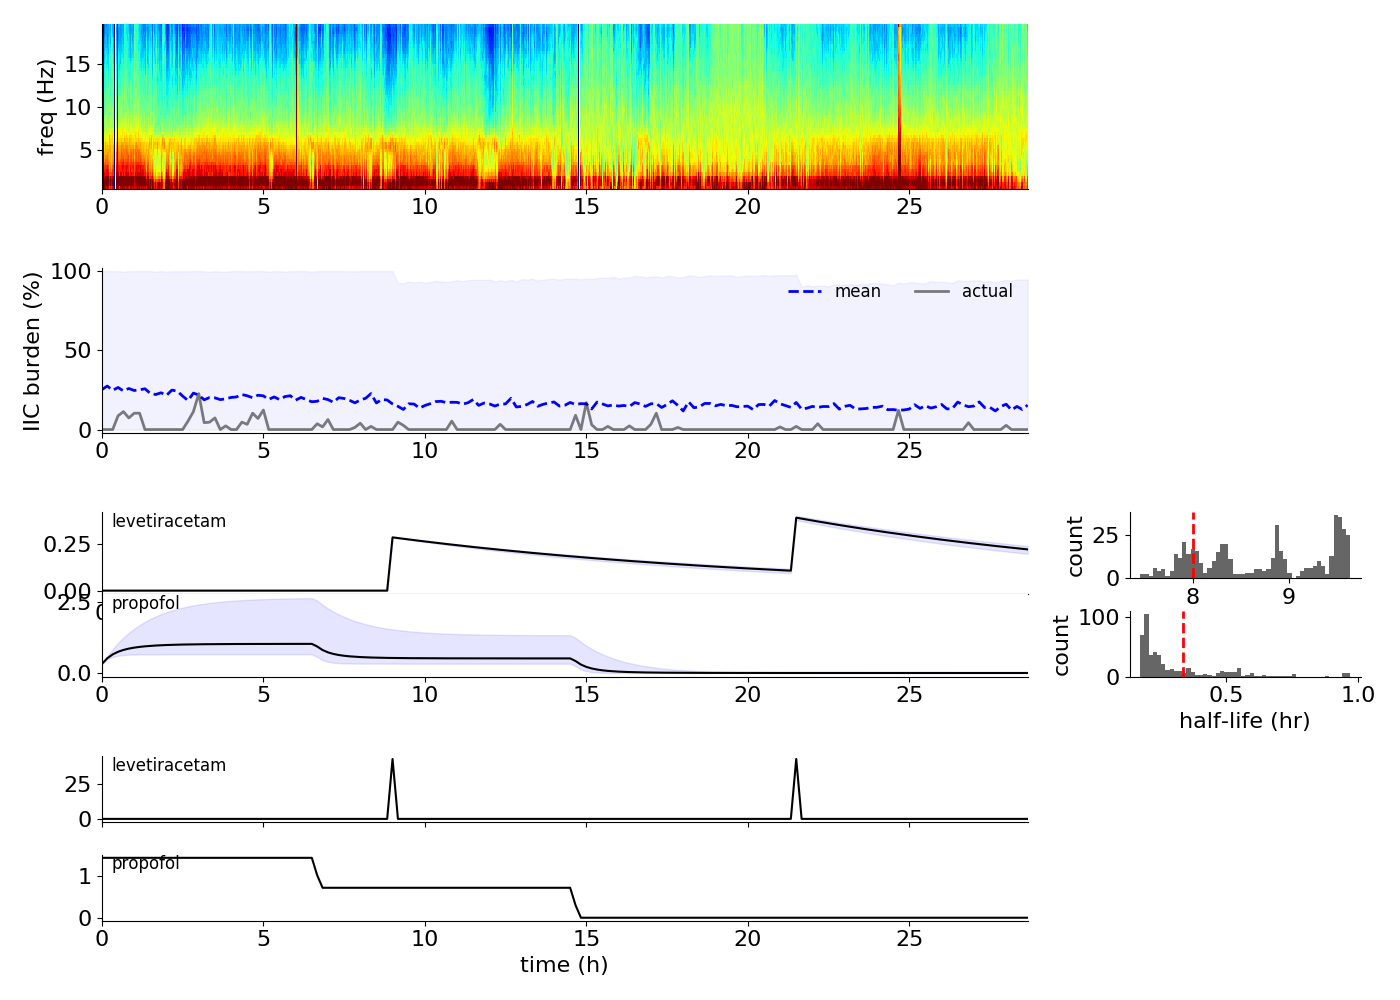 freq (Hz)
15
10
5
0 5 10 15 20 25
IIC burden (%)
100
50
0
mean actual
0 5 10 15 20 25
levetiracetam
0.25
0.00
0
count
25
0
8 9
propofol
2.5
0.0
0 5 10 15 20 25
count
100
0
0.5 1.0
half-life (hr)
levetiracetam
25
0
propofol
1
0
0 5 10 15 20 25
time (h)